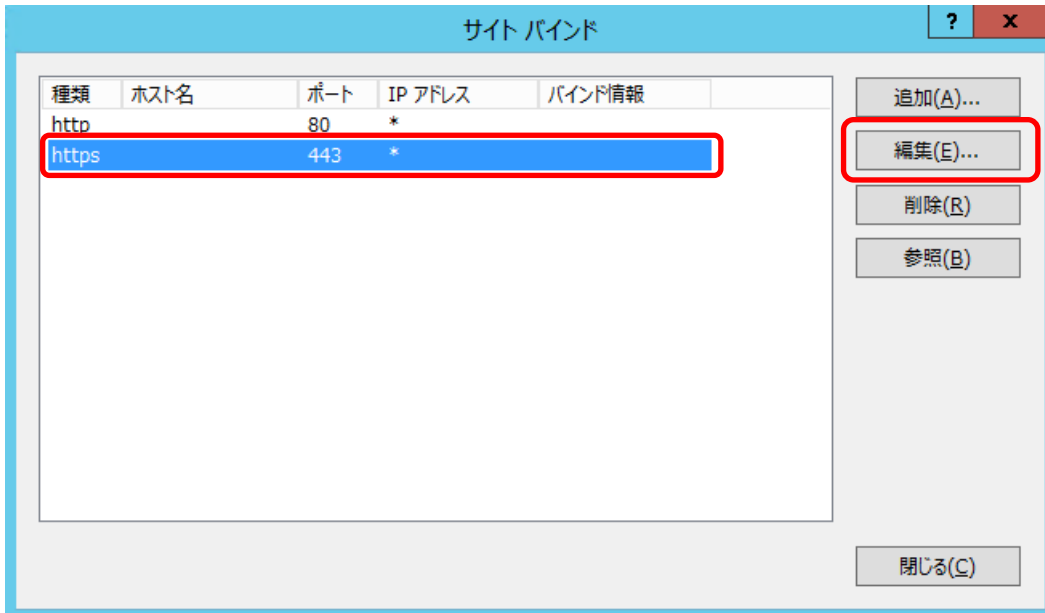 サイト バインド
? x
種類 ホスト名 ポート IP アドレス バインド情報
http 80 *
https 443 *
追加(A)...
編集(E)...
削除(R)
参照(B)
閉じる(C)